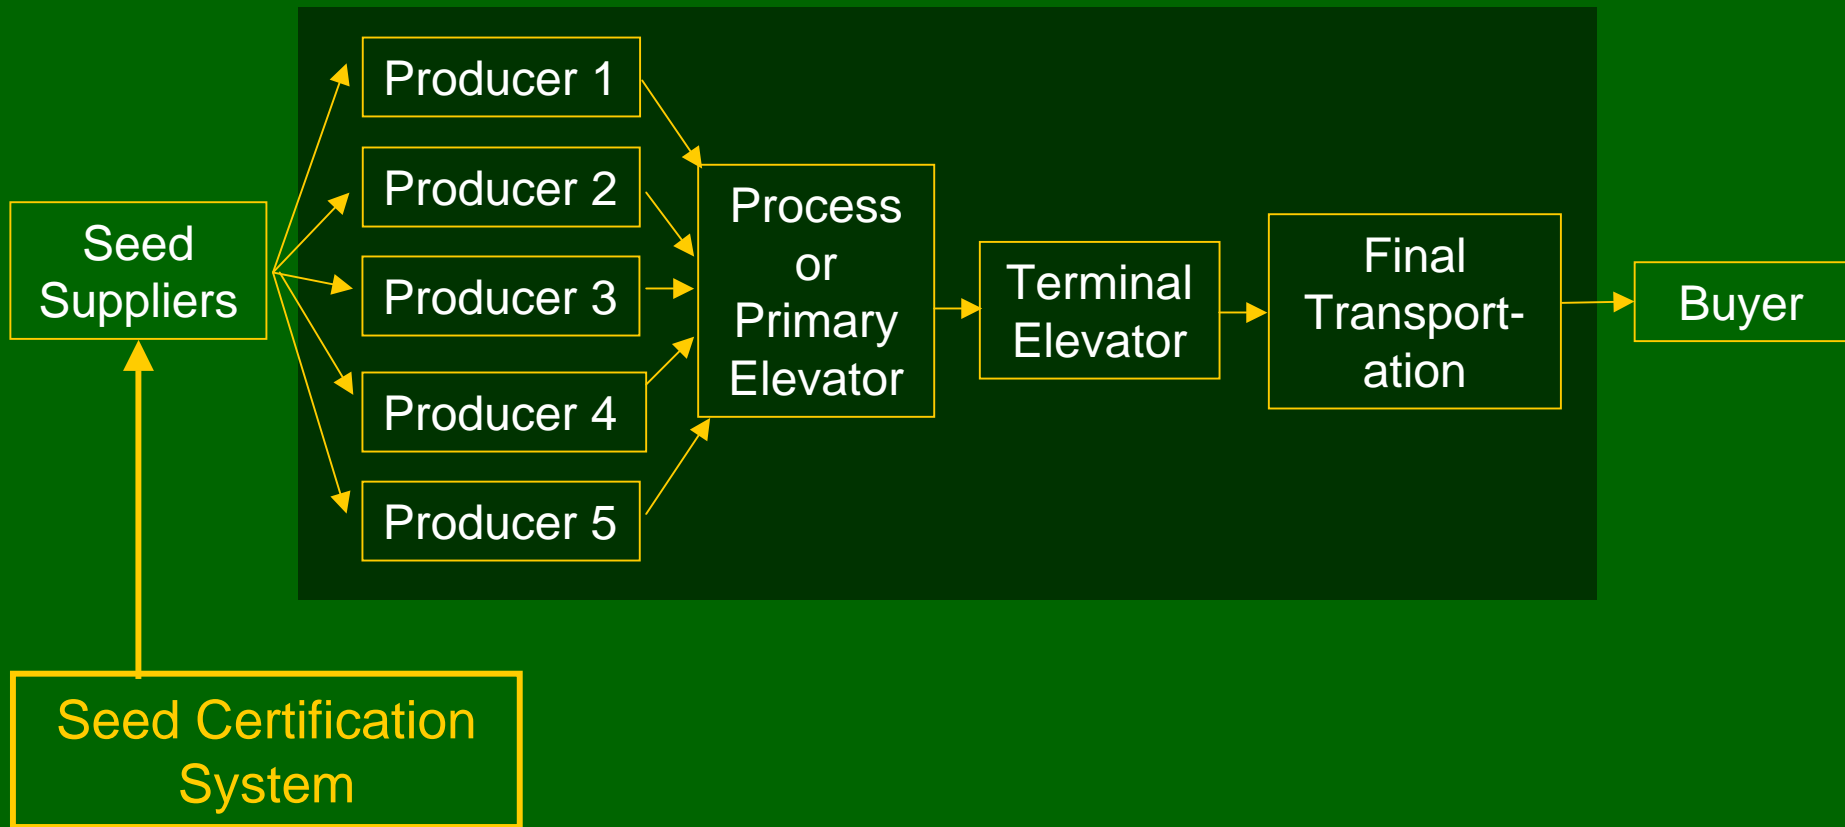 Producer 1
Producer 2
Producer 3
Producer 4
Producer 5
Seed
Suppliers
Process
or
Primary
Elevator
Terminal
Elevator
Final
Transport-
ation
Buyer
Seed Certification
System